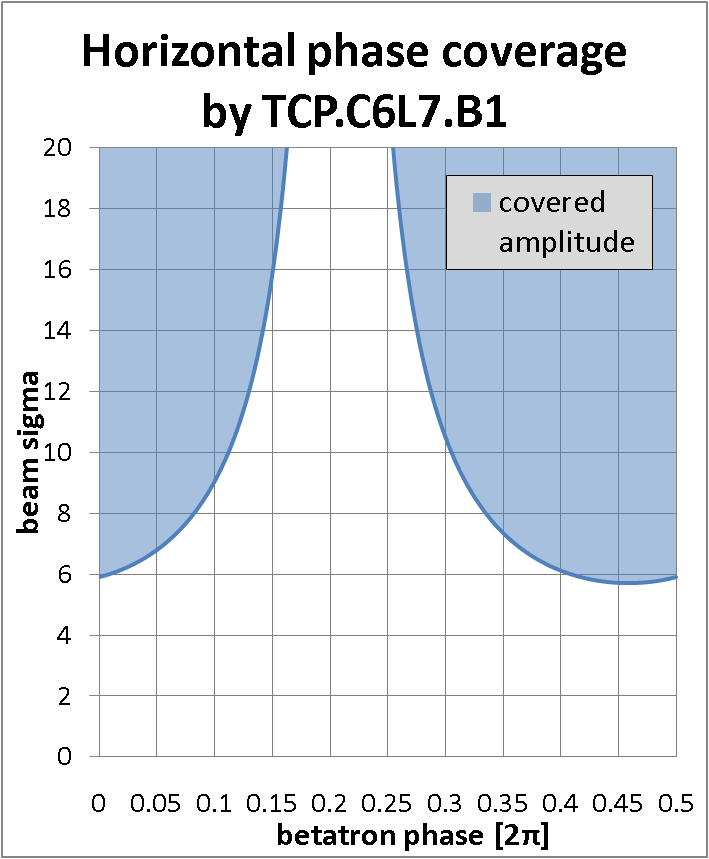 Horizontal phase coverage
by TCP.C6L7.B1
20
18
16
14
12
10
8
6
4
2
0
beam sigma
covered
amplitude
0 0.05 0.1 0.15 0.2 0.25 0.3 0.35 0.4 0.45 0.5
betatron phase [2π]